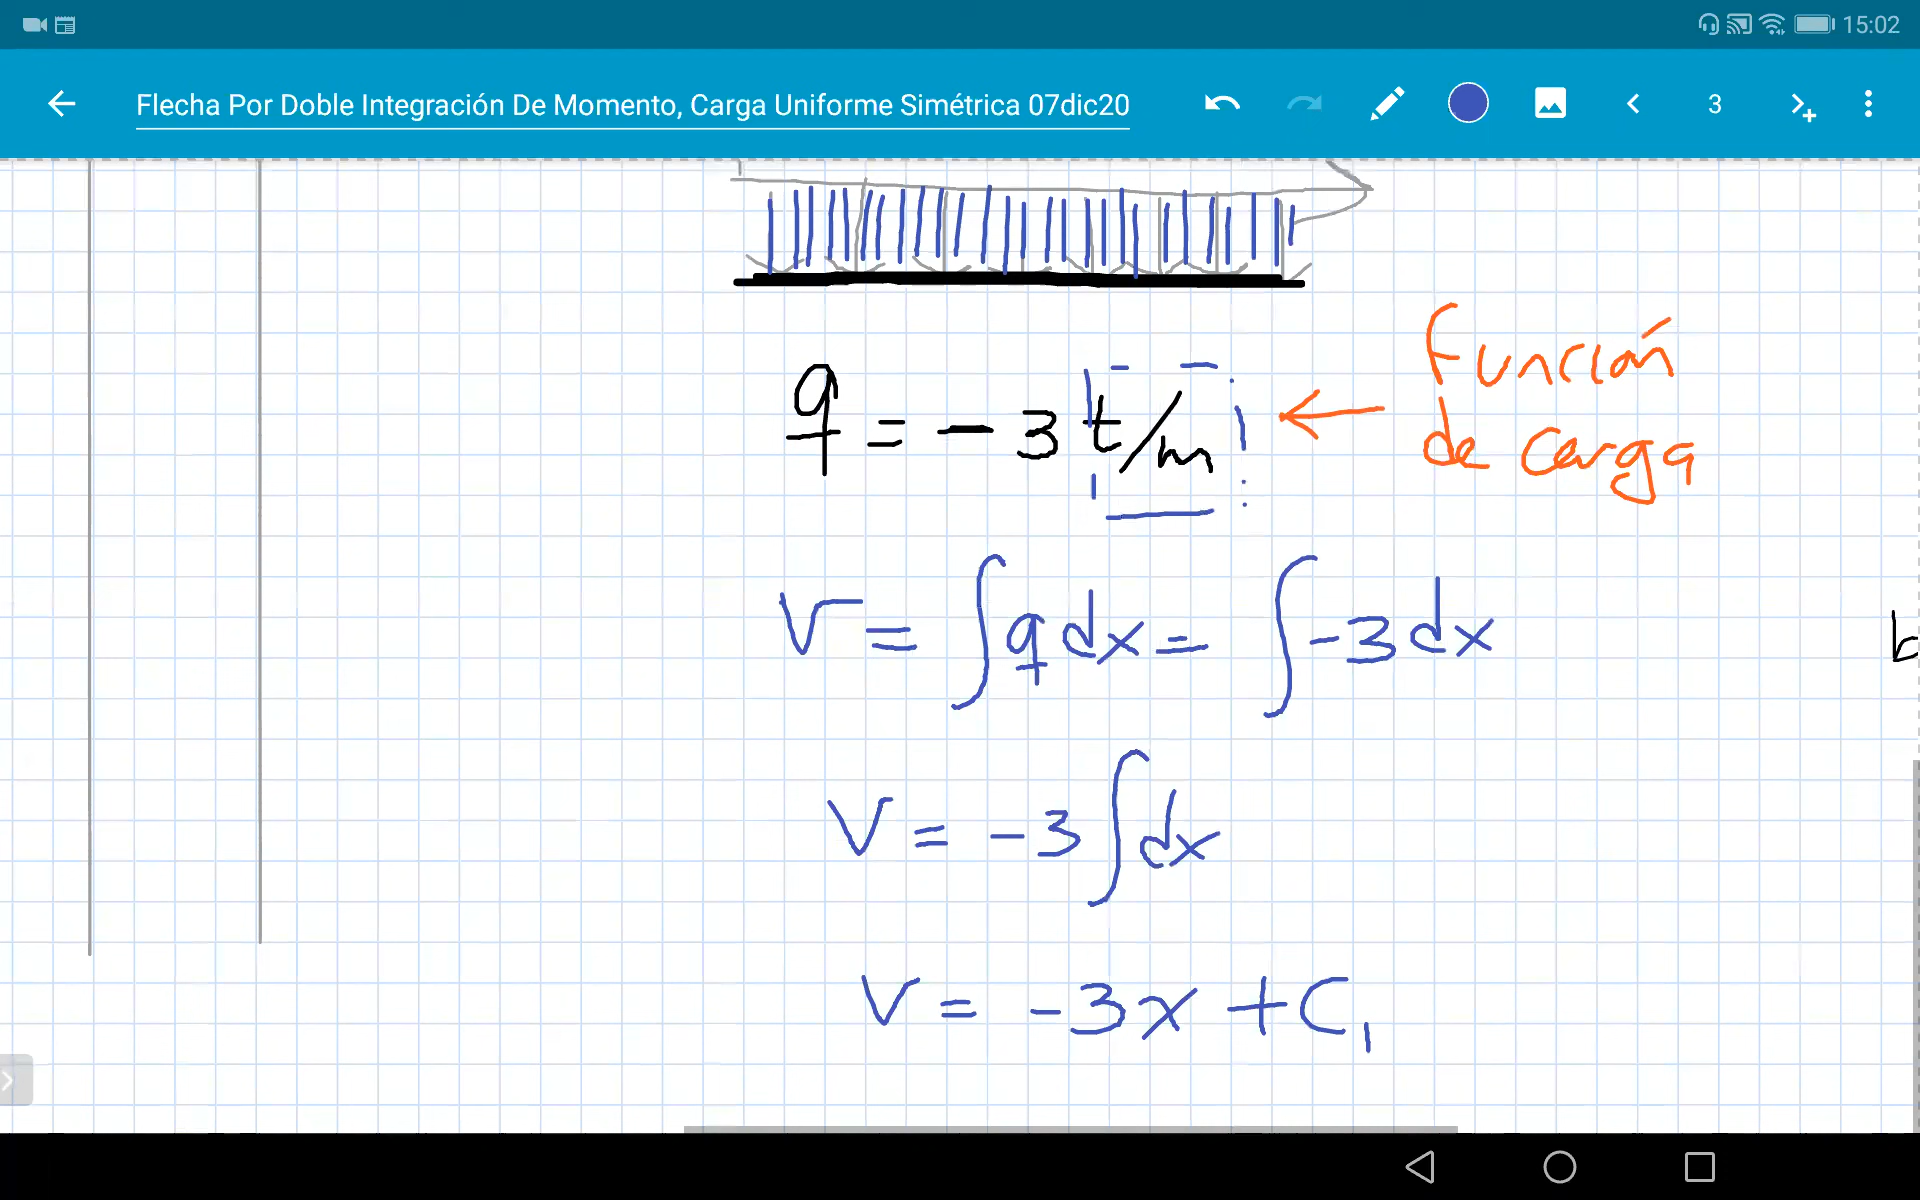 15:02
Flecha Por Doble Integración De Momento, Carga Uniforme Simétrica 07dic20
3
q = - 3 t/m
Función
de carga
V = ∫ q dx = ∫ -3 dx
b
V = -3 ∫ dx
V = -3x + C₁